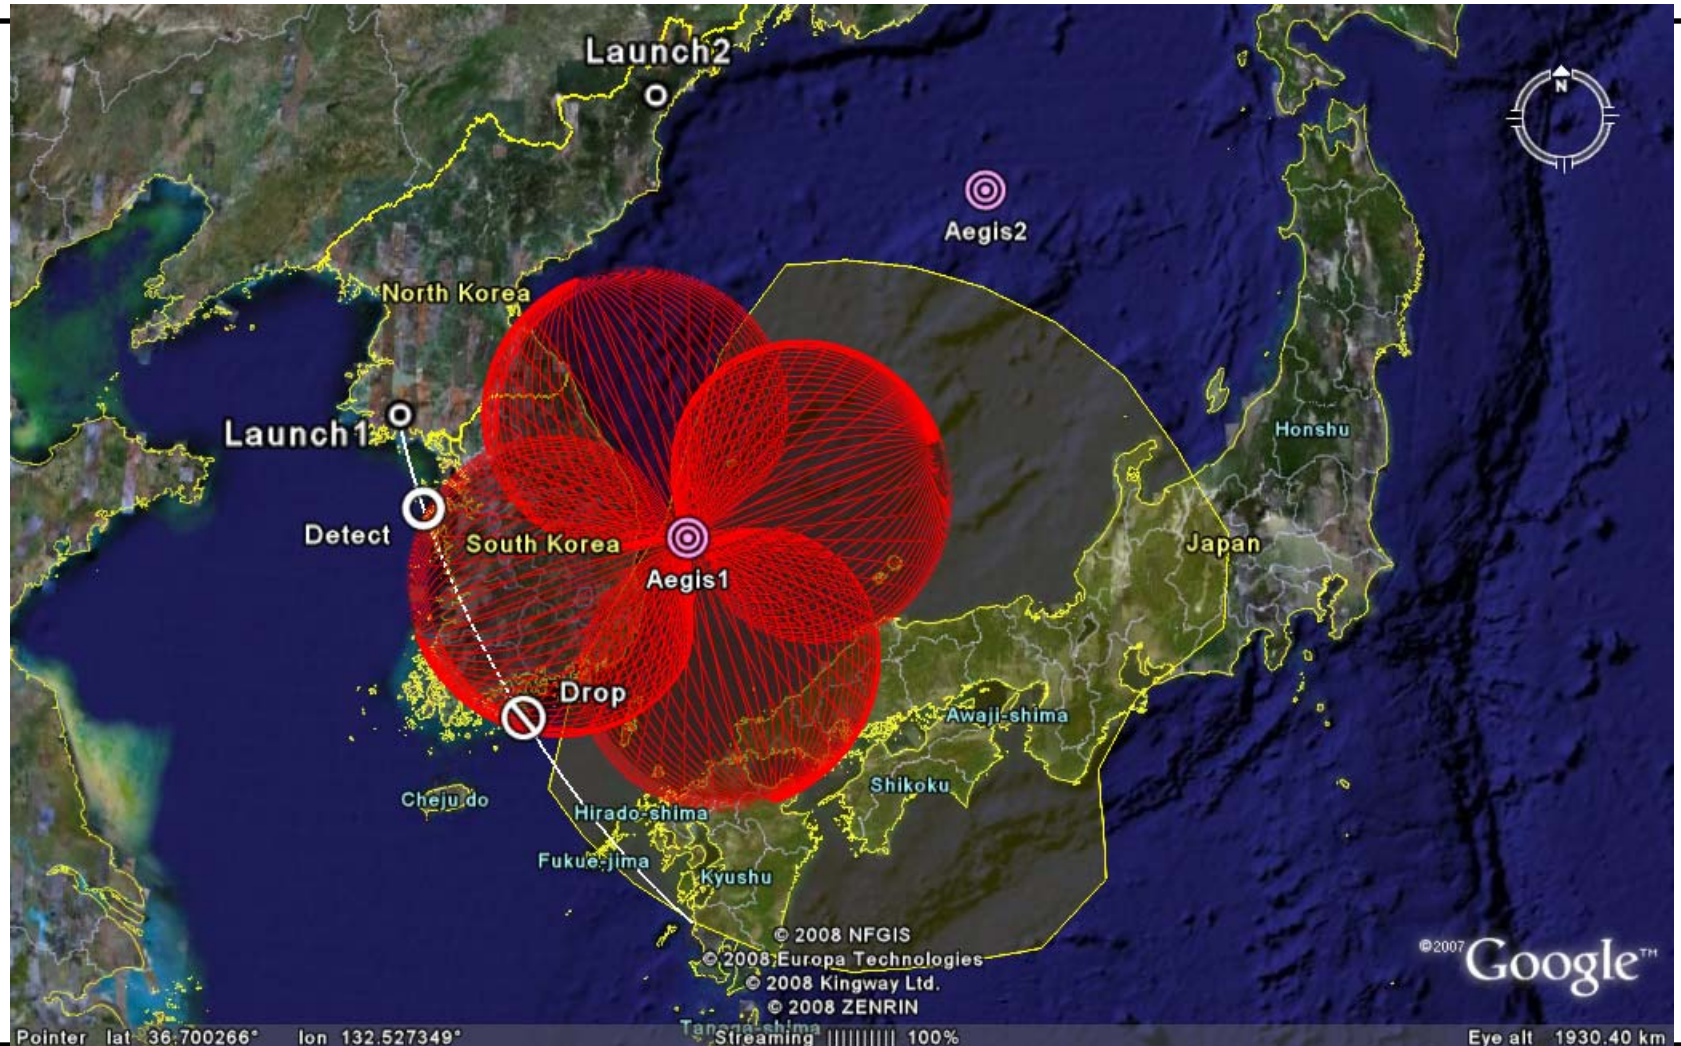 Launch2
N
Aegis2
North Korea
Launch1
Honshu
Detect
South Korea
Japan
Aegis1
Drop
Awaji-shima
Shikoku
Cheju do
Hirado-shima
Fukue-jima
Kyushu
© 2008 NFGIS
© 2008 Europa Technologies
© 2008 Kingway Ltd.
© 2008 ZENRIN
©2007 Google™
Pointer lat 36.700266° lon 132.527349° Streaming |||||||||| 100% Eye alt 1930.40 km